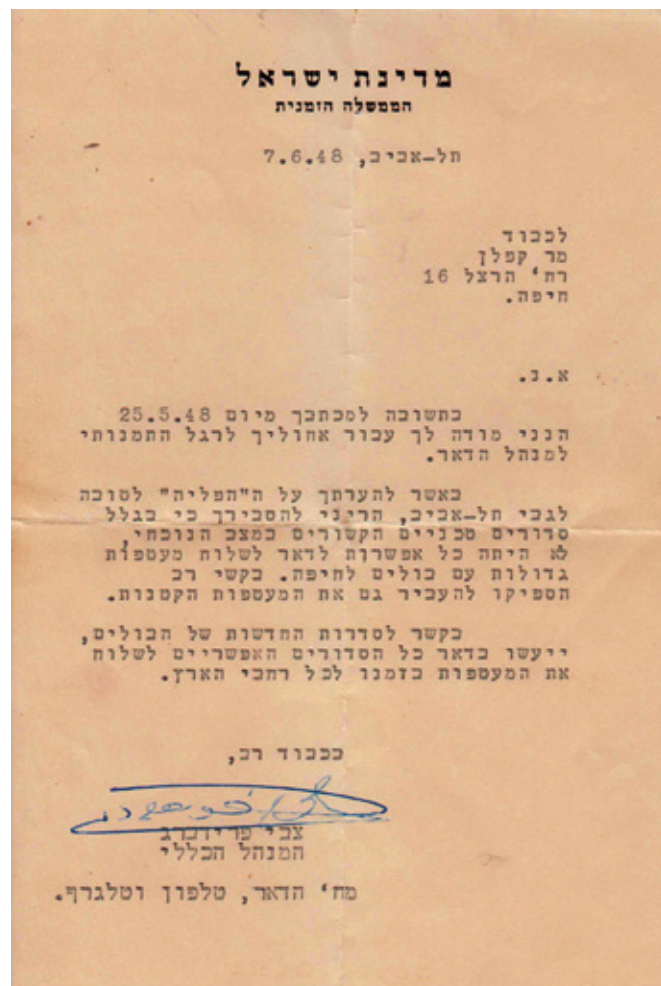 מדינת ישראל
הממשלה הזמנית
תל-אביב, 7.6.48
לכבוד
מר קפלן
רח' הרצל 16
חיפה.
א.נ.
בתשובה למכתבך מיום 25.5.48
הנני מודה לך עבור אחוליך לרגל התמנותי
למנהל הדאר.
באשר להערתך על ה"הפליה" לטובה
לגבי תל-אביב, הריני להסבירך כי בגלל
סדורים טכניים הקשורים במצב הנוכחי,
לא היתה כל אפשרות לדאר לשלוח מעטפות
גדולות עם בולים לחיפה. בקשי רב
הספיקו להעביר גם את המעטפות הקטנות.
בקשר לסדרות החדשות של הבולים,
ייעשו בדאר כל הסדורים האפשריים לשלוח
את המעטפות בזמנו לכל רחבי הארץ.
בכבוד רב,
צבי פרידברג
המנהל הכללי
מח' הדאר, טלפון וטלגרף.